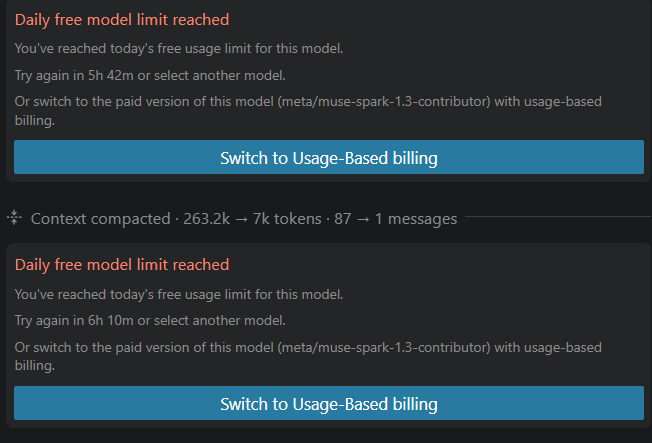 Daily free model limit reached
You've reached today's free usage limit for this model.
Try again in 5h 42m or select another model.
Or switch to the paid version of this model (meta/muse-spark-1.3-contributor) with usage-based
billing.
Switch to Usage-Based billing
Context compacted · 263.2k → 7k tokens · 87 → 1 messages
Daily free model limit reached
You've reached today's free usage limit for this model.
Try again in 6h 10m or select another model.
Or switch to the paid version of this model (meta/muse-spark-1.3-contributor) with usage-based
billing.
Switch to Usage-Based billing